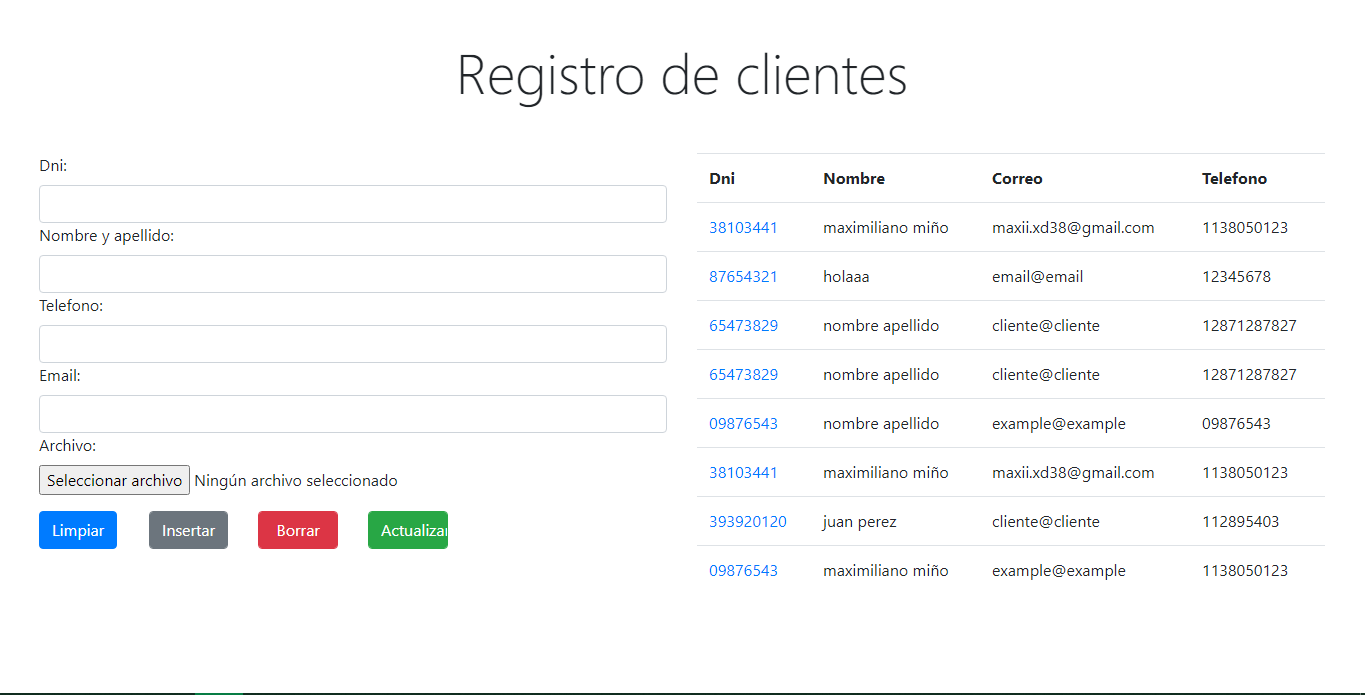 Registro de clientes
Dni:
Nombre y apellido:
Telefono:
Email:
Archivo:
Seleccionar archivo Ningún archivo seleccionado
Limpiar Insertar Borrar Actualizar
Dni Nombre Correo Telefono
38103441 maximiliano miño maxii.xd38@gmail.com 1138050123
87654321 holaaa email@email 12345678
65473829 nombre apellido cliente@cliente 12871287827
65473829 nombre apellido cliente@cliente 12871287827
09876543 nombre apellido example@example 09876543
38103441 maximiliano miño maxii.xd38@gmail.com 1138050123
393920120 juan perez cliente@cliente 112895403
09876543 maximiliano miño example@example 1138050123